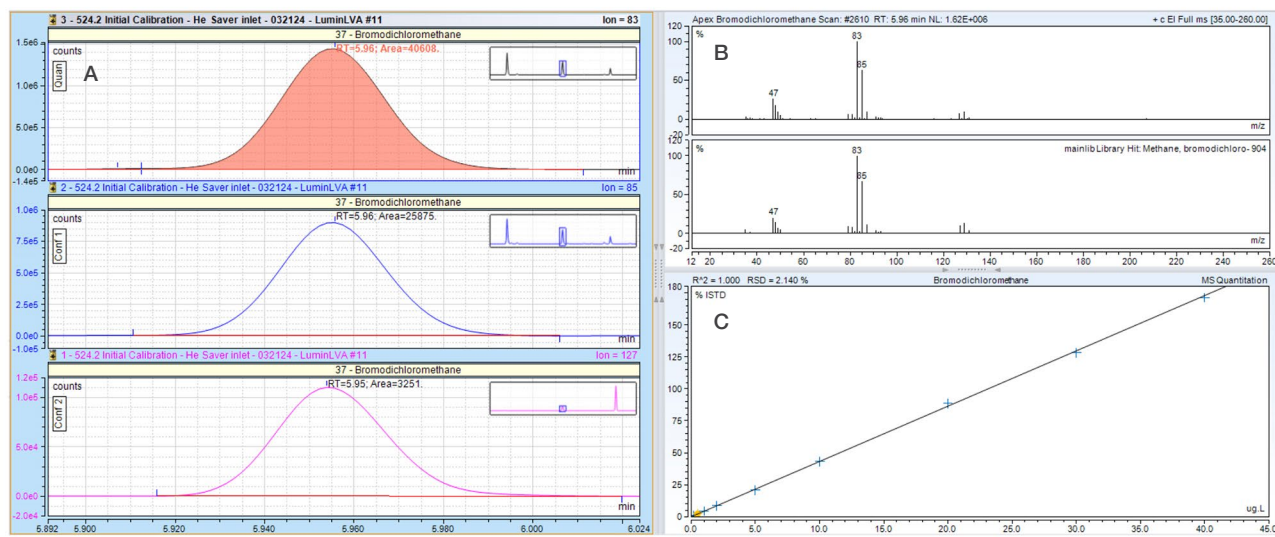 3 - 524.2 Initial Calibration - He Saver inlet - 032124 - LuminLVA #11 Ion = 83
37 - Bromodichloromethane
1.5e6 counts RT=5.96; Area=40608.
A
Quan
1.0e6
5.0e5
0.0e0
-1.4e5 min
2 - 524.2 Initial Calibration - He Saver inlet - 032124 - LuminLVA #11 Ion = 85
37 - Bromodichloromethane
counts RT=5.96; Area=25875.
Conf 1
7.5e5
5.0e5
2.5e5
0.0e0
-1.0e5 min
1 - 524.2 Initial Calibration - He Saver inlet - 032124 - LuminLVA #11 Ion = 127
37 - Bromodichloromethane
1.2e5 counts RT=5.95; Area=3251.
Conf 2
5.0e4
0.0e0
-2.0e4 min
5.892 5.900 5.920 5.940 5.960 5.980 6.000 6.024
Apex Bromodichloromethane Scan: #2610 RT: 5.96 min NL: 1.62E+006 + c EI Full ms [35.00-260.00]
120 %
B
100 83
85
50
47
0
-20 m/z
120 % mainlib Library Hit: Methane, bromodichloro- 904
100 83
85
50
47
0
-20 m/z
12 20 40 60 80 100 120 140 160 180 200 220 240 260
R^2 = 1.000 RSD = 2.140 % Bromodichloromethane MS Quantitation
180 % ISTD
C
150
125
100
75
50
25
0 ug.L
0.0 5.0 10.0 15.0 20.0 25.0 30.0 35.0 40.0 45.0